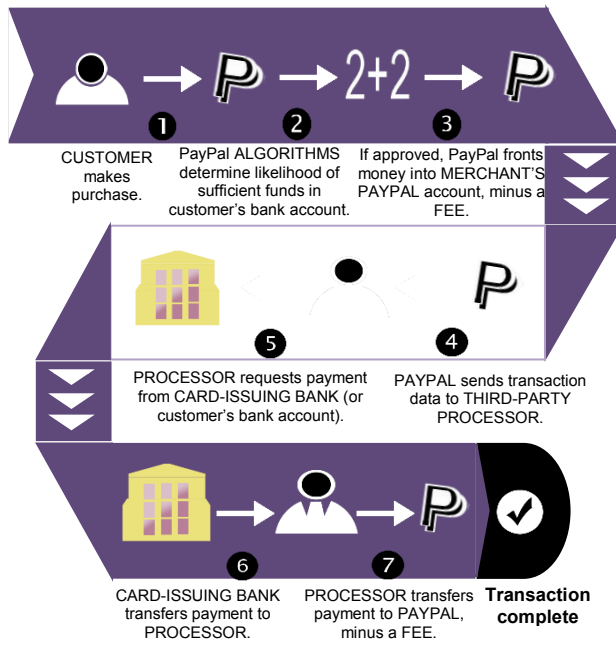 2+2
1 2 3
CUSTOMER
makes
purchase.
PayPal ALGORITHMS
determine likelihood of
sufficient funds in
customer’s bank account.
If approved, PayPal fronts
money into MERCHANT’S
PAYPAL account, minus a
FEE.
5 4
PROCESSOR requests payment
from CARD-ISSUING BANK (or
customer’s bank account).
PAYPAL sends transaction
data to THIRD-PARTY
PROCESSOR.
6 7
CARD-ISSUING BANK
transfers payment to
PROCESSOR.
PROCESSOR transfers
payment to PAYPAL,
minus a FEE.
Transaction
complete